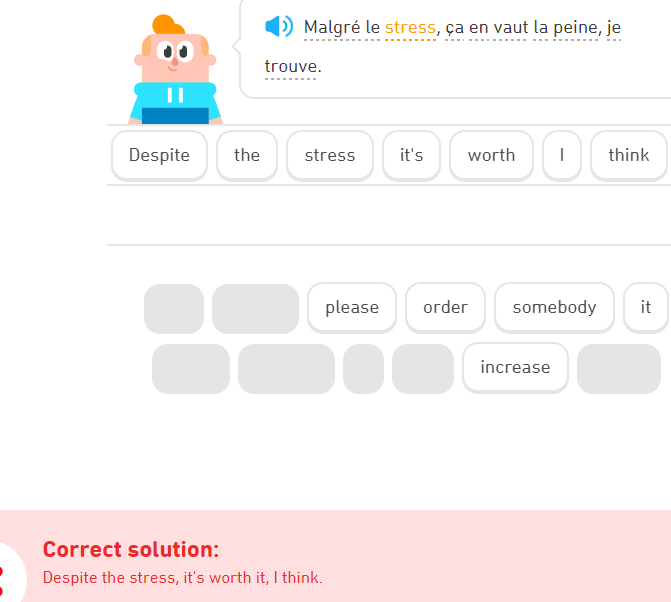 Malgré le stress, ça en vaut la peine, je
trouve.
Despite the stress it's worth I think
please order somebody it
increase
Correct solution:
Despite the stress, it's worth it, I think.